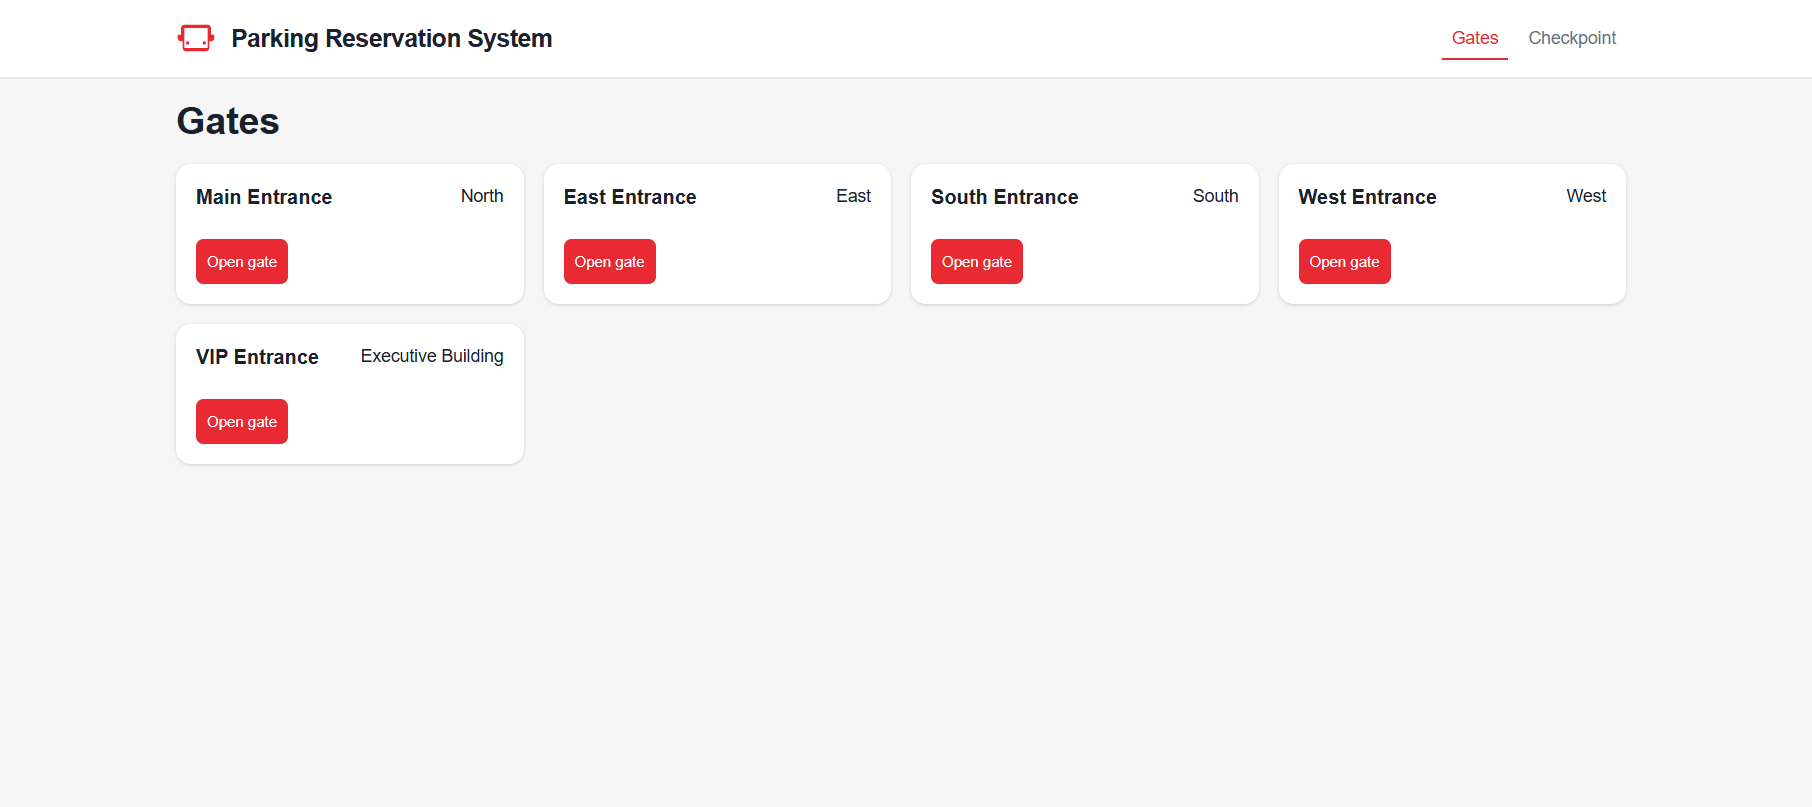 Parking Reservation System
Gates
Checkpoint
Gates
Main Entrance
North
Open gate
East Entrance
East
Open gate
South Entrance
South
Open gate
West Entrance
West
Open gate
VIP Entrance
Executive Building
Open gate